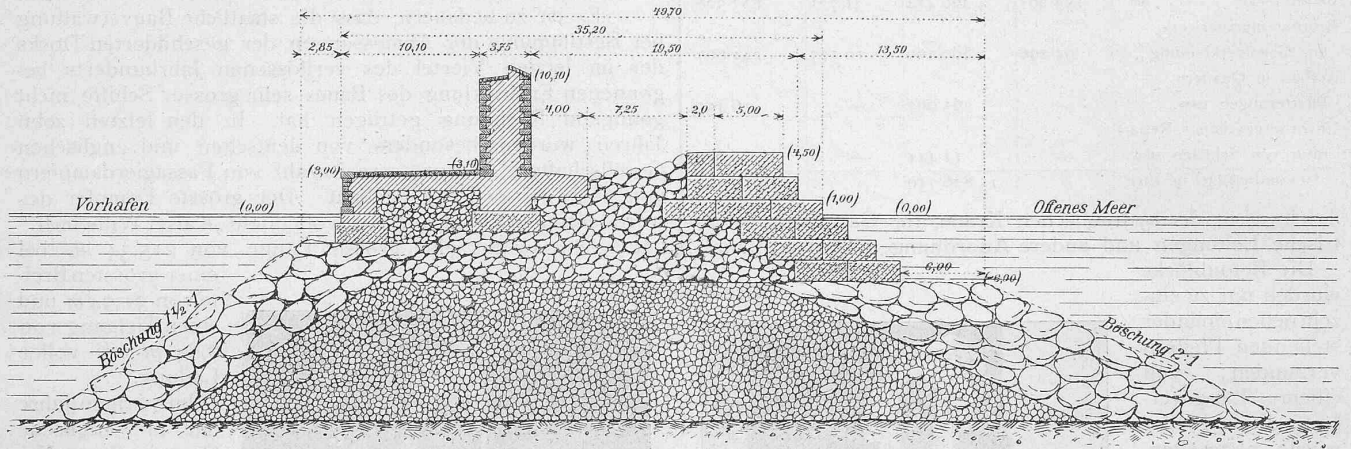 49,70
35,20
2,85 10,10 3,75 19,50 13,50
(10,10)
4,00 7,25 2,0 5,00
(3,10) (4,50)
(3,00)
(1,00)
Vorhafen (0,00) (0,00) Offenes Meer
6,00 (-6,00)
Böschung 1½:1
Böschung 2:1